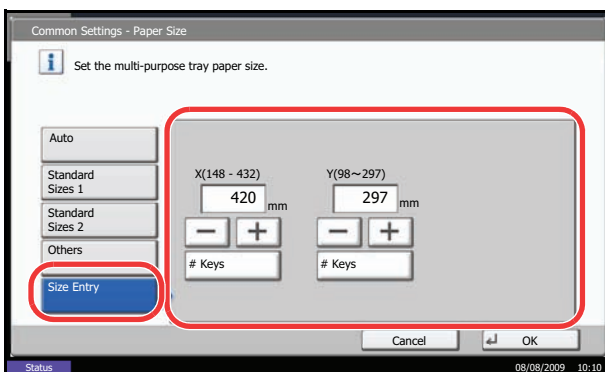 Common Settings - Paper Size
i Set the multi-purpose tray paper size.
Auto
Standard
Sizes 1
Standard
Sizes 2
Others
Size Entry
X(148 - 432)
420 mm
− +
# Keys
Y(98～297)
297 mm
− +
# Keys
Cancel
OK
Status
08/08/2009 10:10